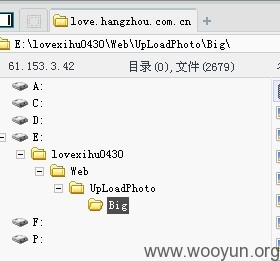 love.hangzhou.com.cn
E:\lovexihu0430\Web\UpLoadPhoto\Big\
61.153.3.42 目录(0),文件(2679)
A:
C:
D:
E:
lovexihu0430
Web
UpLoadPhoto
Big
F:
P:
www.wooyun.org